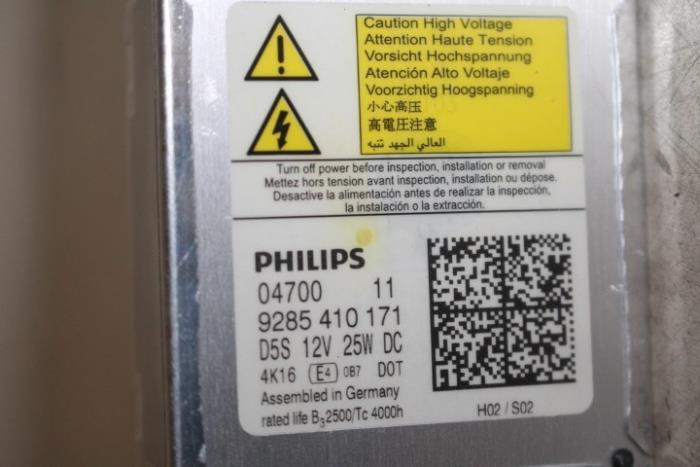 Caution High Voltage
Attention Haute Tension
Vorsicht Hochspannung
Atención Alto Voltaje
Voorzichtig Hoogspanning
小心高压
高電圧注意
العالي الجهد تنبه
Turn off power before inspection, installation or removal
Mettez hors tension avant inspection, installation ou dépose.
Desactive la alimentación antes de realizar la inspección,
la instalación o la extracción.
PHILIPS
04700 11
9285 410 171
D5S 12V 25W DC
4K16 E4 0B7 DOT
Assembled in Germany
rated life B₃2500/Tc 4000h
H02 / S02